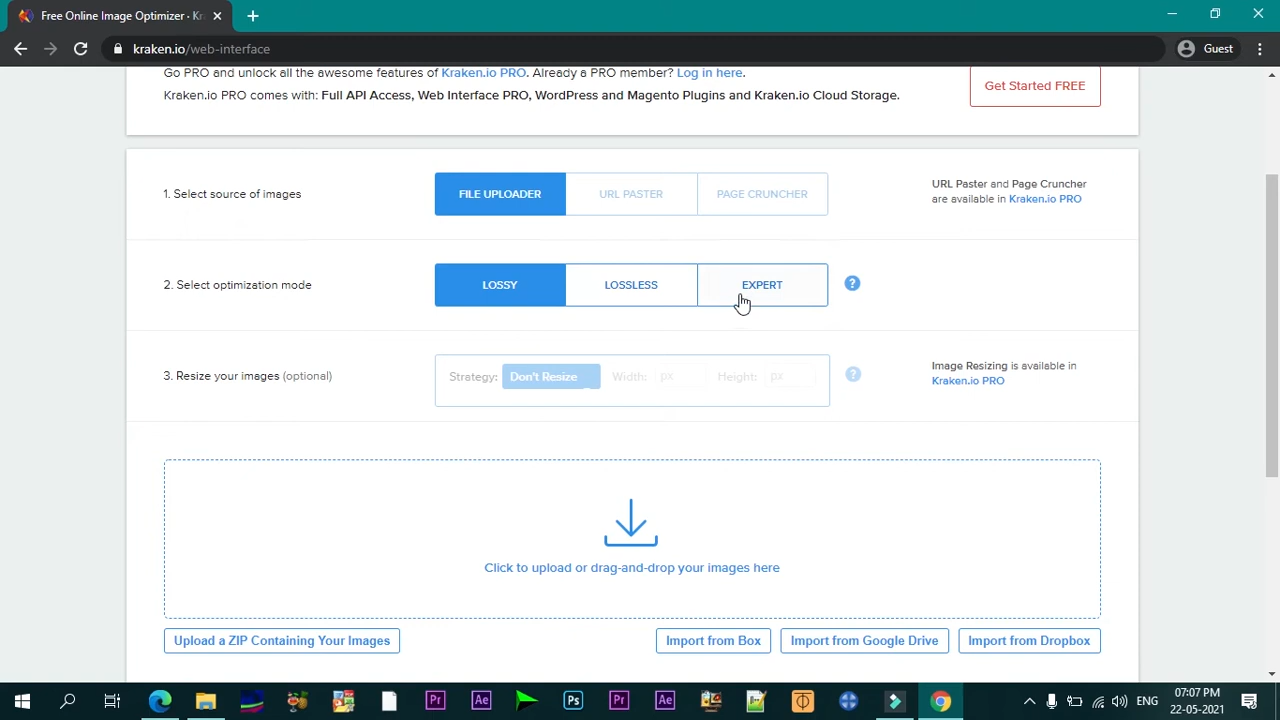 Free Online Image Optimizer · Kr
kraken.io/web-interface
Guest
Go PRO and unlock all the awesome features of Kraken.io PRO. Already a PRO member? Log in here.
Kraken.io PRO comes with: Full API Access, Web Interface PRO, WordPress and Magento Plugins and Kraken.io Cloud Storage.
Get Started FREE
1. Select source of images
FILE UPLOADER
URL PASTER
PAGE CRUNCHER
URL Paster and Page Cruncher
are available in Kraken.io PRO
2. Select optimization mode
LOSSY
LOSSLESS
EXPERT
?
3. Resize your images (optional)
Strategy: Don't Resize Width: px Height: px
?
Image Resizing is available in
Kraken.io PRO
Click to upload or drag-and-drop your images here
Upload a ZIP Containing Your Images
Import from Box
Import from Google Drive
Import from Dropbox
Pr
Ae
Ps
Pr
Ae
ENG
07:07 PM
22-05-2021